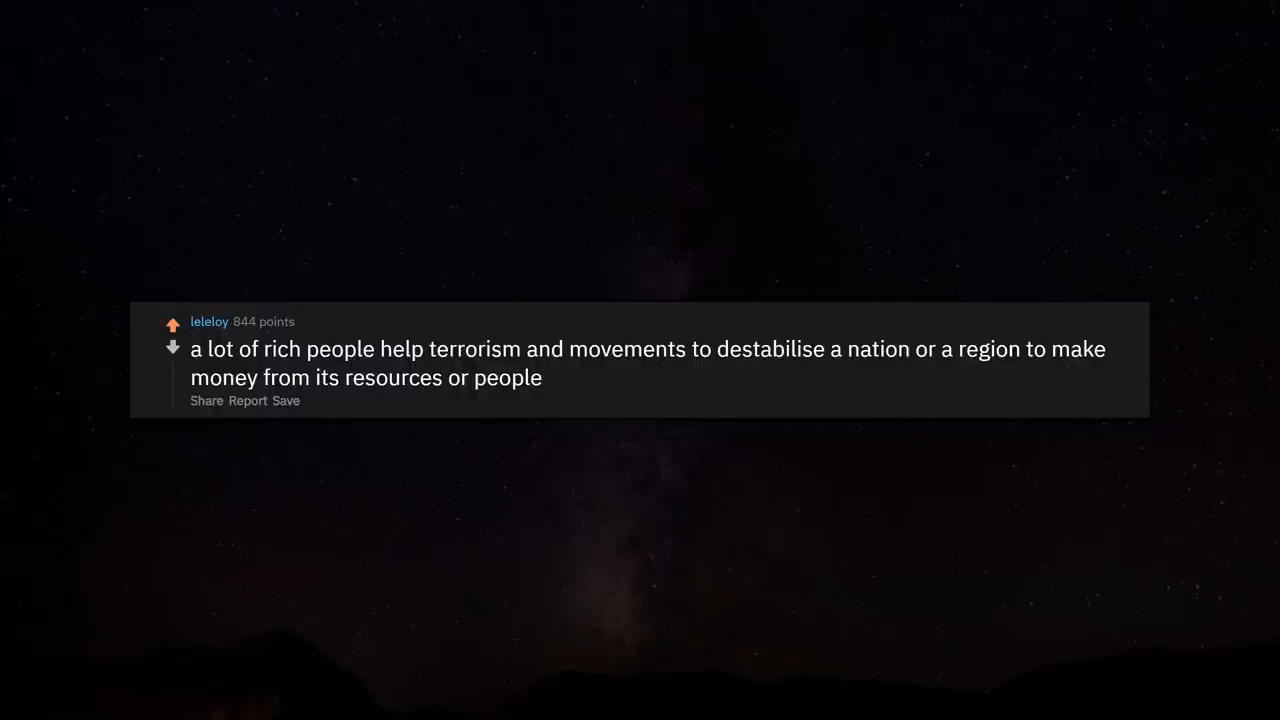 leleloy 844 points
a lot of rich people help terrorism and movements to destabilise a nation or a region to make
money from its resources or people
Share Report Save